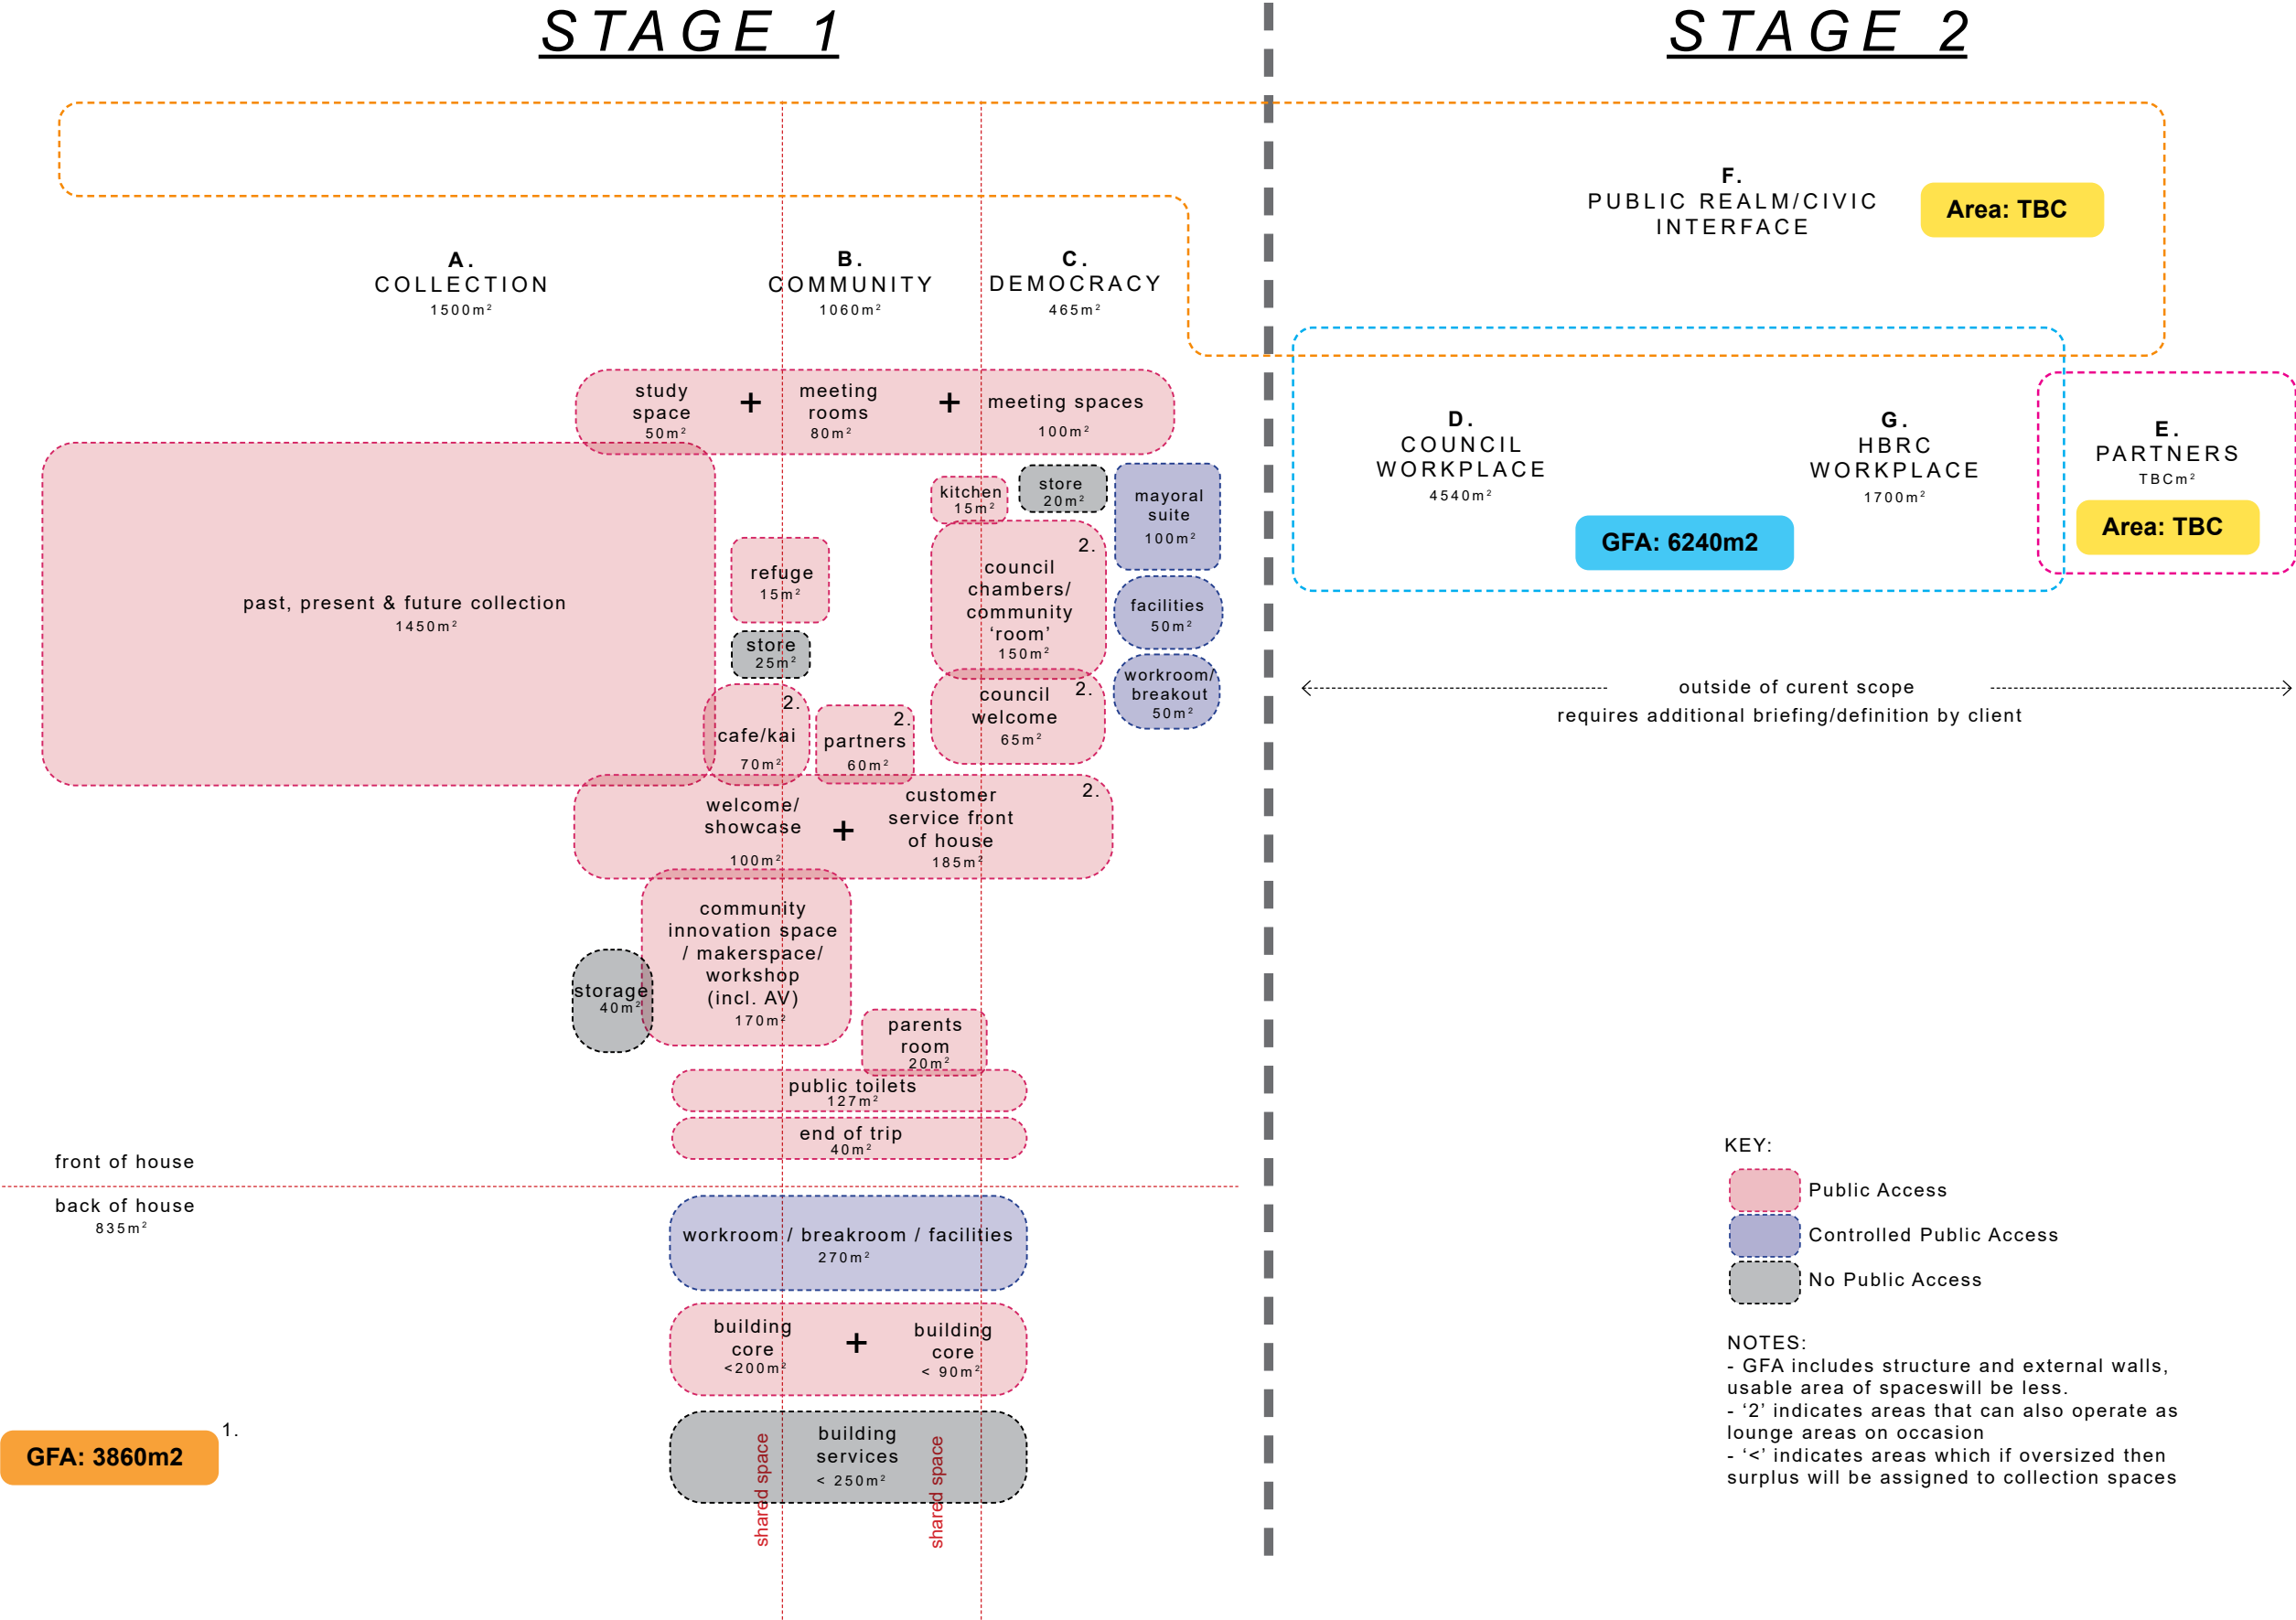 STAGE 1
STAGE 2
F.
PUBLIC REALM/CIVIC
INTERFACE
Area: TBC
A.
COLLECTION
1500m²
B.
COMMUNITY
1060m²
C.
DEMOCRACY
465m²
study
space
50m²
+
meeting
rooms
80m²
+
meeting spaces
100m²
D.
COUNCIL
WORKPLACE
4540m²
G.
HBRC
WORKPLACE
1700m²
GFA: 6240m2
E.
PARTNERS
TBCm²
Area: TBC
past, present & future collection
1450m²
kitchen
15m²
store
20m²
mayoral
suite
100m²
refuge
15m²
store
25m²
2.
council
chambers/
community
‘room’
150m²
facilities
50m²
2.
council
welcome
65m²
workroom/
breakout
50m²
2.
cafe/kai
70m²
2.
partners
60m²
outside of curent scope
requires additional briefing/definition by client
welcome/
showcase
100m²
+
2.
customer
service front
of house
185m²
community
innovation space
/ makerspace/
workshop
(incl. AV)
170m²
storage
40m²
parents
room
20m²
public toilets
127m²
end of trip
40m²
front of house
back of house
835m²
workroom / breakroom / facilities
270m²
building
core
<200m²
+
building
core
< 90m²
building
services
< 250m²
shared space
shared space
GFA: 3860m2
1.
KEY:
Public Access
Controlled Public Access
No Public Access
NOTES:
- GFA includes structure and external walls,
usable area of spaceswill be less.
- ‘2’ indicates areas that can also operate as
lounge areas on occasion
- ‘<’ indicates areas which if oversized then
surplus will be assigned to collection spaces